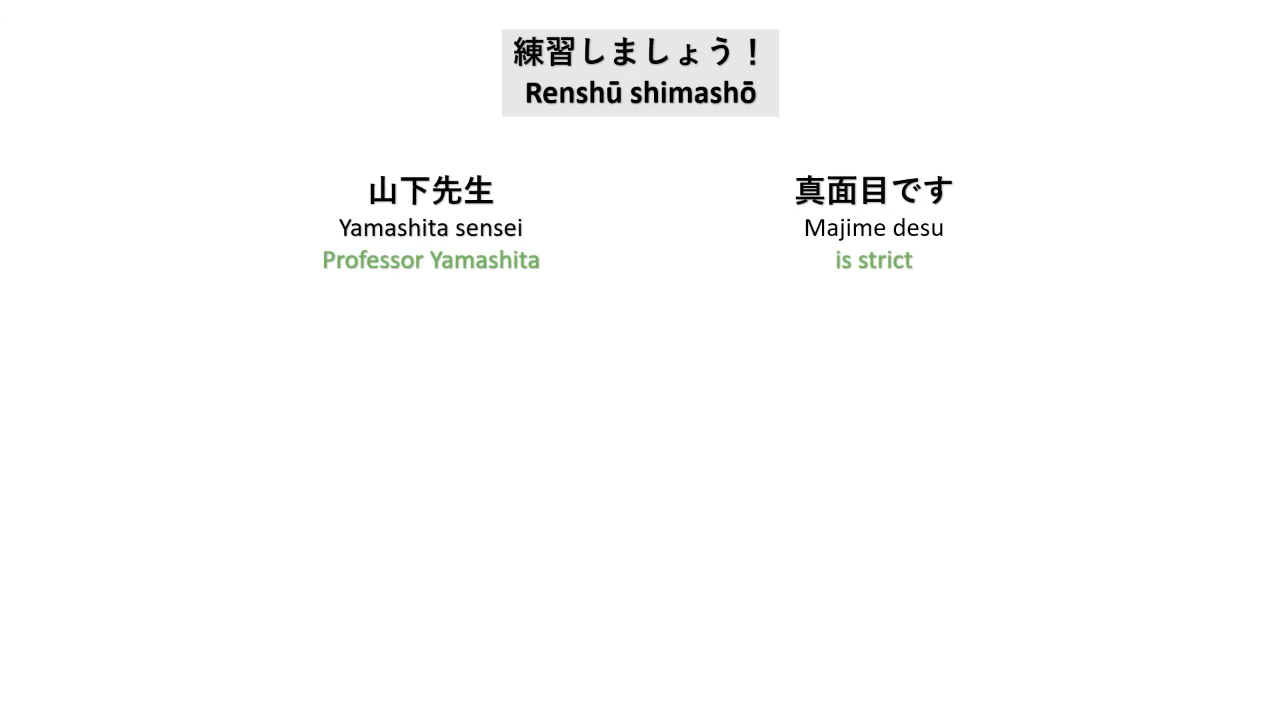 練習しましょう！
Renshū shimashō
山下先生
Yamashita sensei
Professor Yamashita
真面目です
Majime desu
is strict